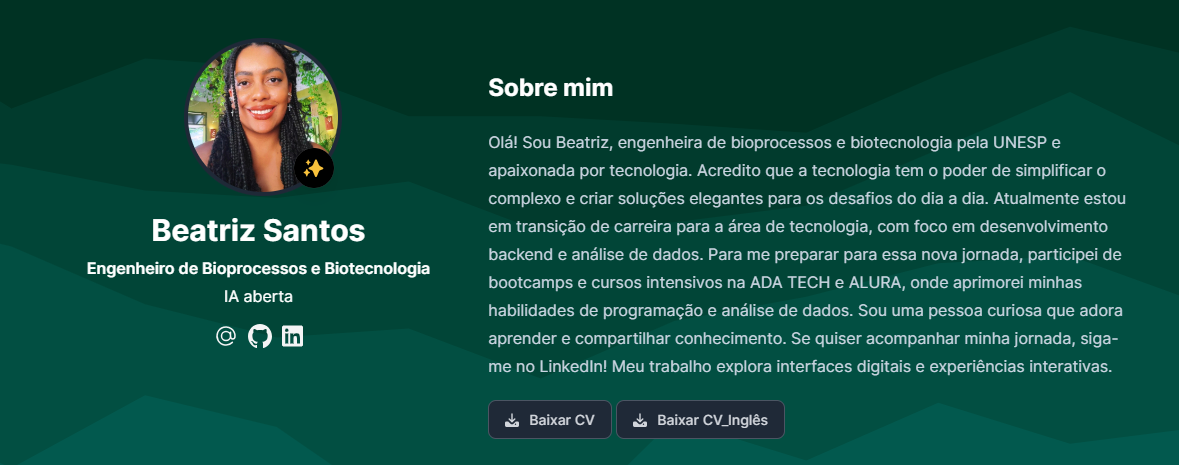 Beatriz Santos
Engenheiro de Bioprocessos e Biotecnologia
IA aberta
Sobre mim
Olá! Sou Beatriz, engenheira de bioprocessos e biotecnologia pela UNESP e
apaixonada por tecnologia. Acredito que a tecnologia tem o poder de simplificar o
complexo e criar soluções elegantes para os desafios do dia a dia. Atualmente estou
em transição de carreira para a área de tecnologia, com foco em desenvolvimento
backend e análise de dados. Para me preparar para essa nova jornada, participei de
bootcamps e cursos intensivos na ADA TECH e ALURA, onde aprimorei minhas
habilidades de programação e análise de dados. Sou uma pessoa curiosa que adora
aprender e compartilhar conhecimento. Se quiser acompanhar minha jornada, siga-
me no LinkedIn! Meu trabalho explora interfaces digitais e experiências interativas.
Baixar CV
Baixar CV_Inglês